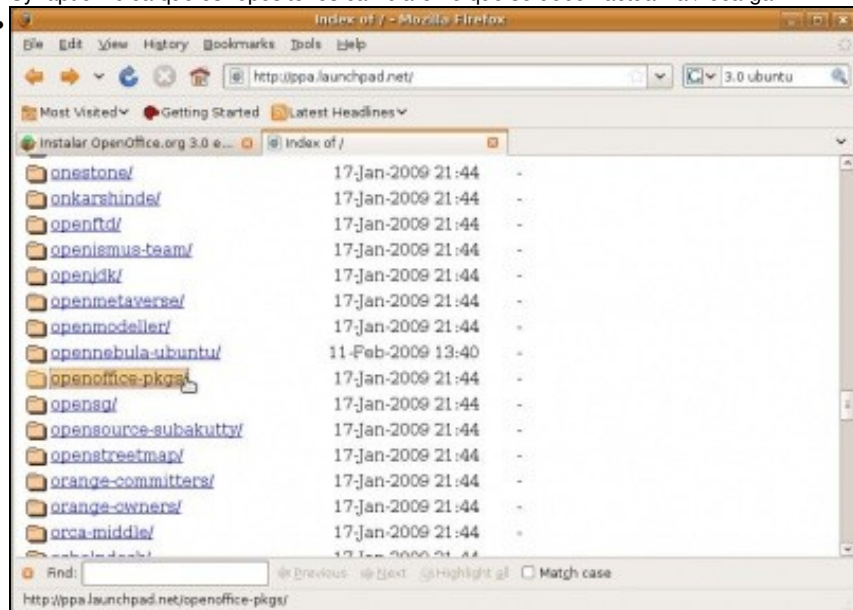 Index of / - Mozilla Firefox
File Edit View History Bookmarks Tools Help
http://ppa.launchpad.net/ 3.0 ubuntu
Most Visited Getting Started Latest Headlines
Instalar OpenOffice.org 3.0 e... Index of /
onestone/ 17-Jan-2009 21:44 -
onkarshinde/ 17-Jan-2009 21:44 -
openftd/ 17-Jan-2009 21:44 -
openismus-team/ 17-Jan-2009 21:44 -
openjdk/ 17-Jan-2009 21:44 -
openmetaverse/ 17-Jan-2009 21:44 -
openmodeller/ 17-Jan-2009 21:44 -
opennebula-ubuntu/ 11-Feb-2009 13:40 -
openoffice-pkgs/ 17-Jan-2009 21:44 -
opensg/ 17-Jan-2009 21:44 -
opensource-subakutty/ 17-Jan-2009 21:44 -
openstreetmap/ 17-Jan-2009 21:44 -
orange-committers/ 17-Jan-2009 21:44 -
orange-owners/ 17-Jan-2009 21:44 -
orca-middle/ 17-Jan-2009 21:44 -
Find: Previous Next Highlight all Match case
http://ppa.launchpad.net/openoffice-pkgs/